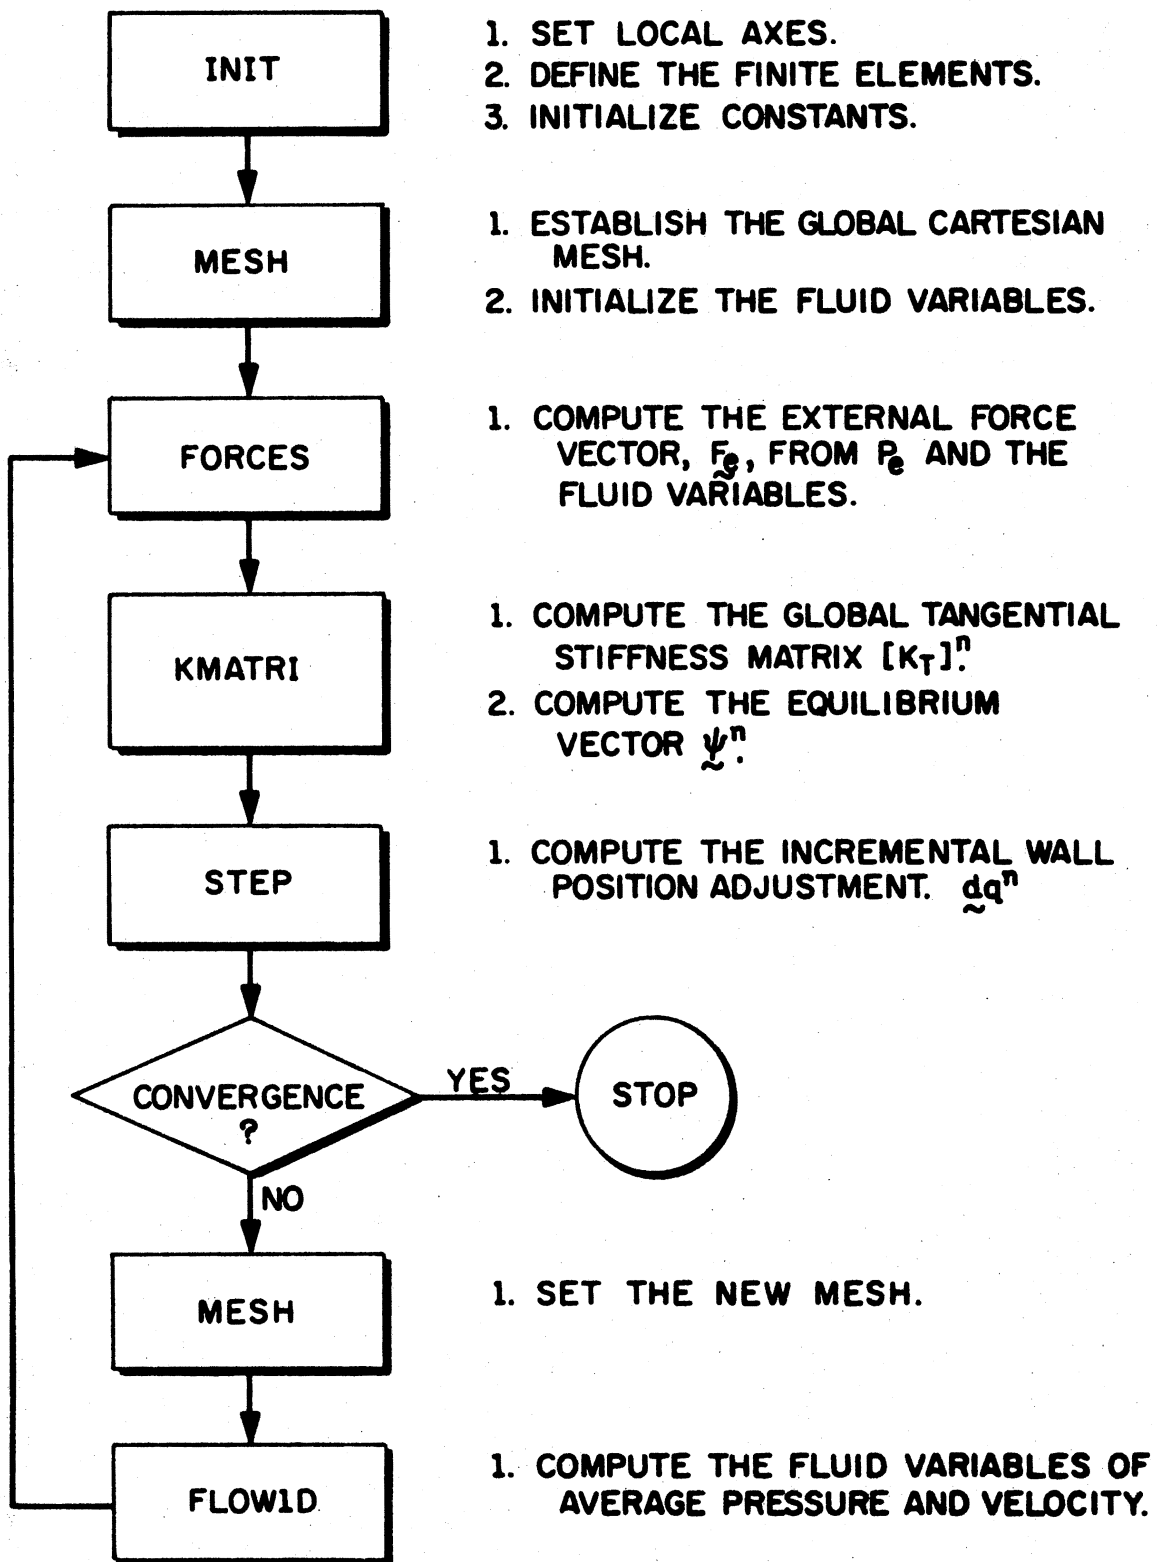 INIT
1. SET LOCAL AXES.
2. DEFINE THE FINITE ELEMENTS.
3. INITIALIZE CONSTANTS.
MESH
1. ESTABLISH THE GLOBAL CARTESIAN
MESH.
2. INITIALIZE THE FLUID VARIABLES.
FORCES
1. COMPUTE THE EXTERNAL FORCE
VECTOR, F̰ₑ, FROM Pₑ AND THE
FLUID VARIABLES.
KMATRI
1. COMPUTE THE GLOBAL TANGENTIAL
STIFFNESS MATRIX [K_T]ⁿ.
2. COMPUTE THE EQUILIBRIUM
VECTOR ψ̰ⁿ.
STEP
1. COMPUTE THE INCREMENTAL WALL
POSITION ADJUSTMENT. d̰qⁿ
CONVERGENCE
?
YES
STOP
NO
MESH
1. SET THE NEW MESH.
FLOW1D
1. COMPUTE THE FLUID VARIABLES OF
AVERAGE PRESSURE AND VELOCITY.